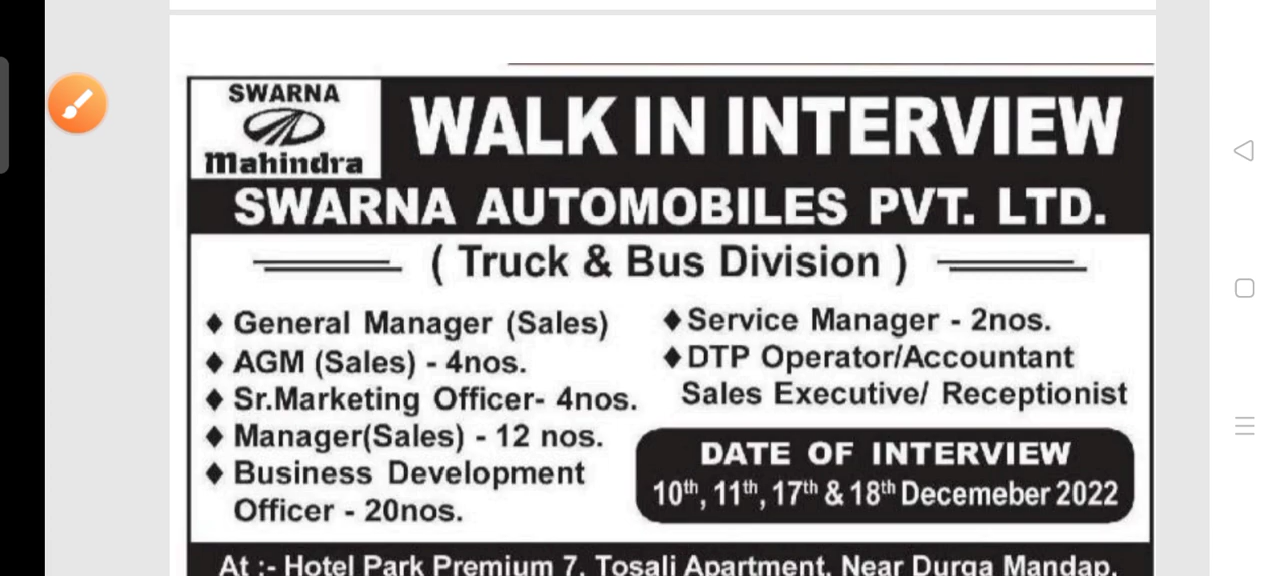 SWARNA
Mahindra
WALK IN INTERVIEW
SWARNA AUTOMOBILES PVT. LTD.
( Truck & Bus Division )
♦ General Manager (Sales)
♦ AGM (Sales) - 4nos.
♦ Sr.Marketing Officer- 4nos.
♦ Manager(Sales) - 12 nos.
♦ Business Development
Officer - 20nos.
♦ Service Manager - 2nos.
♦ DTP Operator/Accountant
Sales Executive/ Receptionist
DATE OF INTERVIEW
10th, 11th, 17th & 18th Decemeber 2022
At :- Hotel Park Premium 7, Tosali Apartment, Near Durga Mandap,